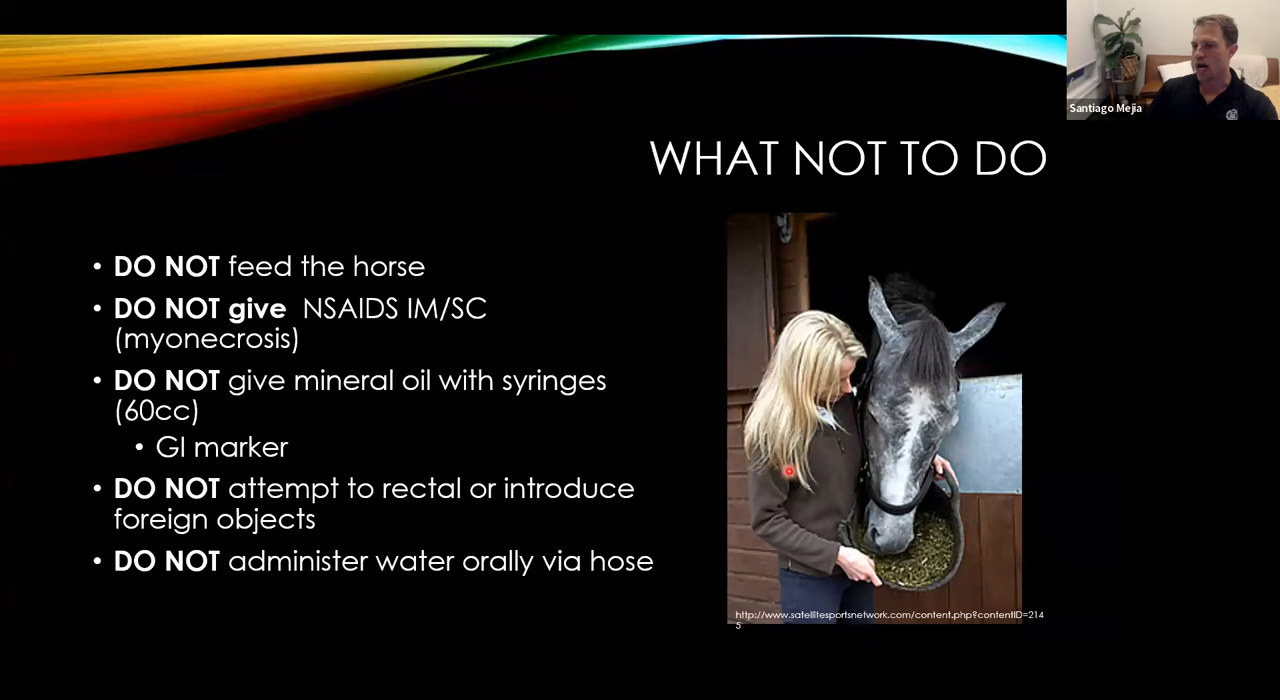 Santiago Mejia
WHAT NOT TO DO
• DO NOT feed the horse
• DO NOT give  NSAIDS IM/SC
(myonecrosis)
• DO NOT give mineral oil with syringes
(60cc)
• GI marker
• DO NOT attempt to rectal or introduce
foreign objects
• DO NOT administer water orally via hose
http://www.satellitesportsnetwork.com/content.php?contentID=214
5